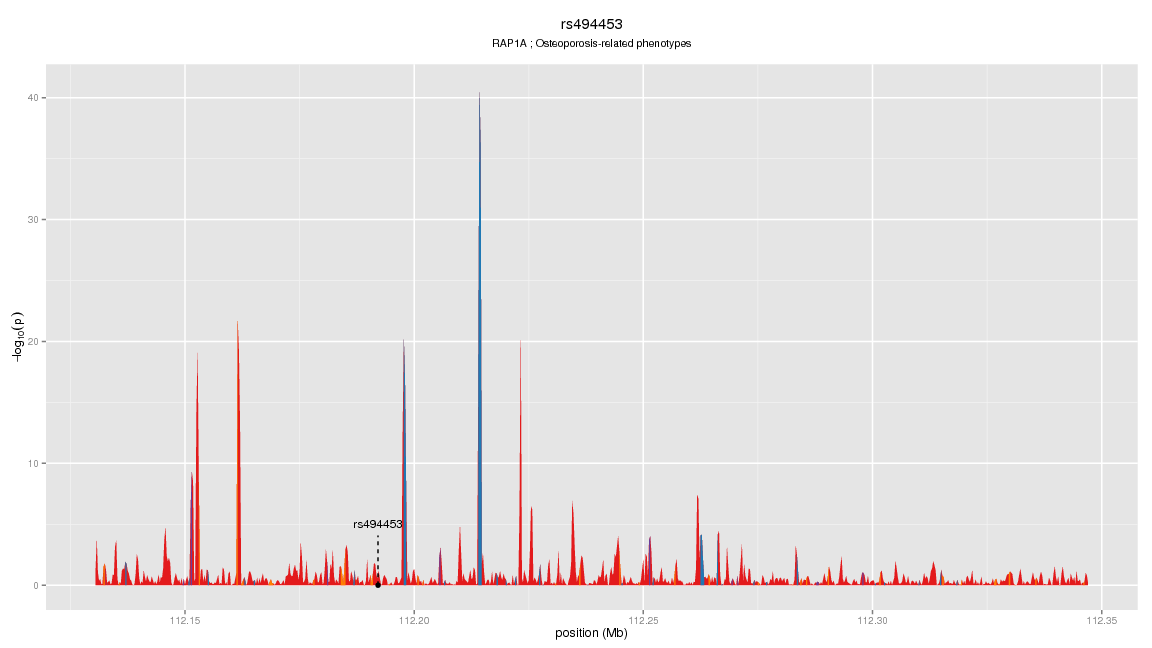 rs494453
RAP1A ; Osteoporosis-related phenotypes
40
30
20
10
0
−log10(p)
rs494453
112.15
112.20
112.25
112.30
112.35
position (Mb)